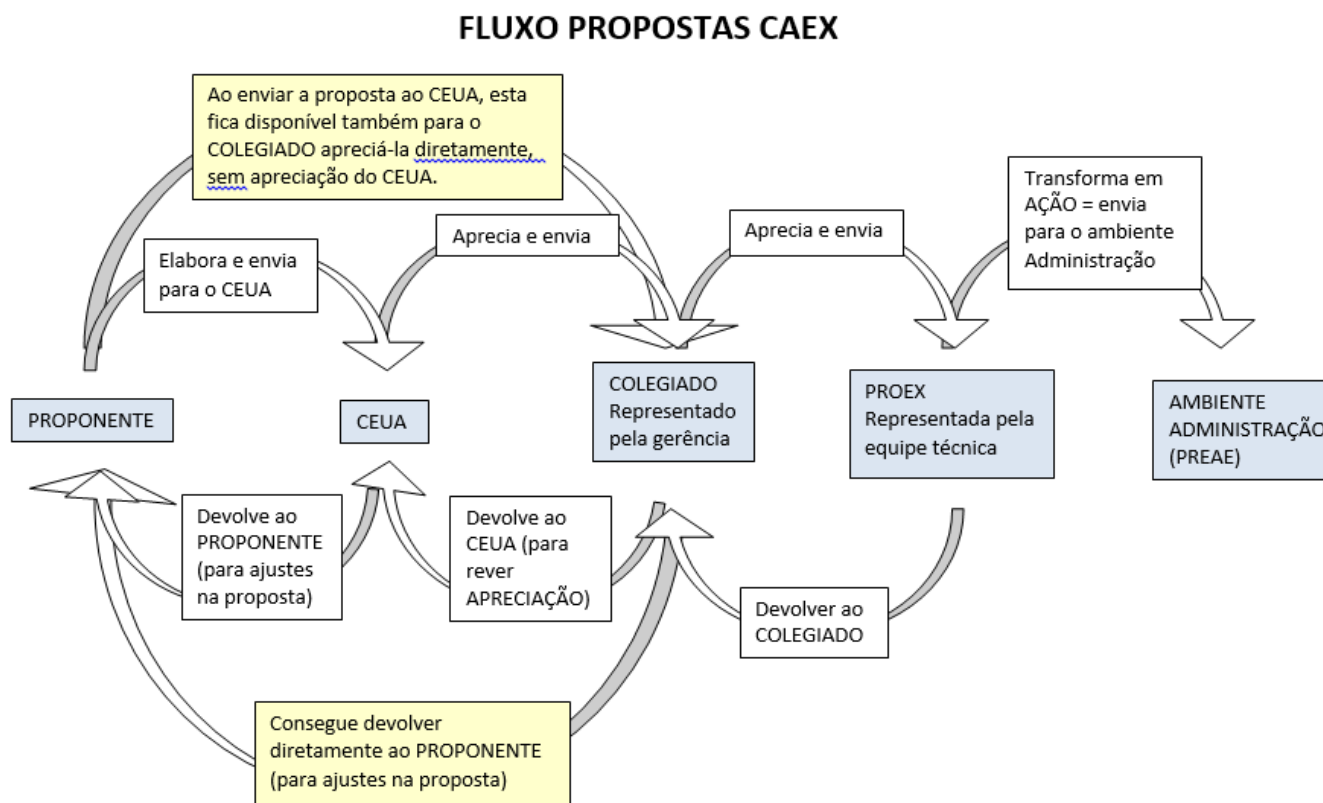 FLUXO PROPOSTAS CAEX
Ao enviar a proposta ao CEUA, esta
fica disponível também para o
COLEGIADO apreciá-la diretamente,
sem apreciação do CEUA.
Elabora e envia
para o CEUA
Aprecia e envia
Aprecia e envia
Transforma em
AÇÃO = envia
para o ambiente
Administração
PROPONENTE
CEUA
COLEGIADO
Representado
pela gerência
PROEX
Representada pela
equipe técnica
AMBIENTE
ADMINISTRAÇÃO
(PREAE)
Devolve ao
PROPONENTE
(para ajustes
na proposta)
Devolve ao
CEUA (para
rever
APRECIAÇÃO)
Devolver ao
COLEGIADO
Consegue devolver
diretamente ao PROPONENTE
(para ajustes na proposta)